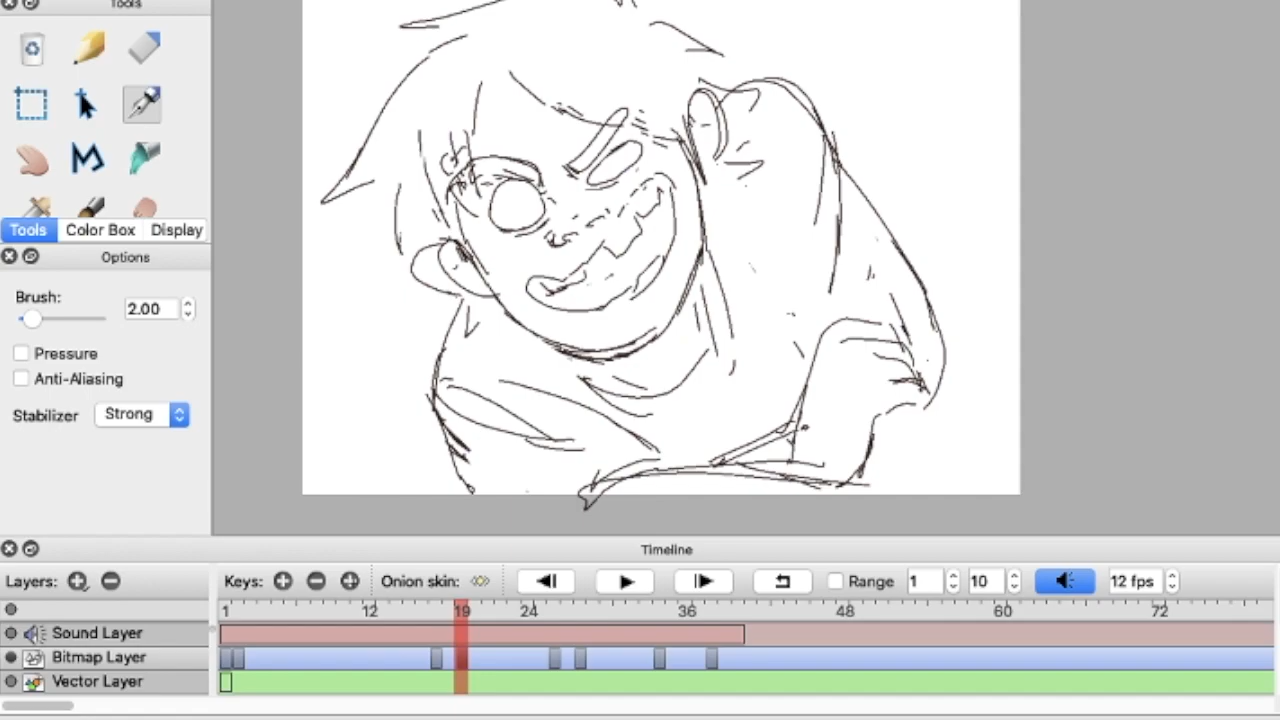 Tools
Tools Color Box Display
Options
Brush: 2.00
Pressure
Anti-Aliasing
Stabilizer Strong
Timeline
Layers: Keys: Onion skin: Range 1 10 12 fps
1 12 19 24 36 48 60 72
Sound Layer
Bitmap Layer
Vector Layer